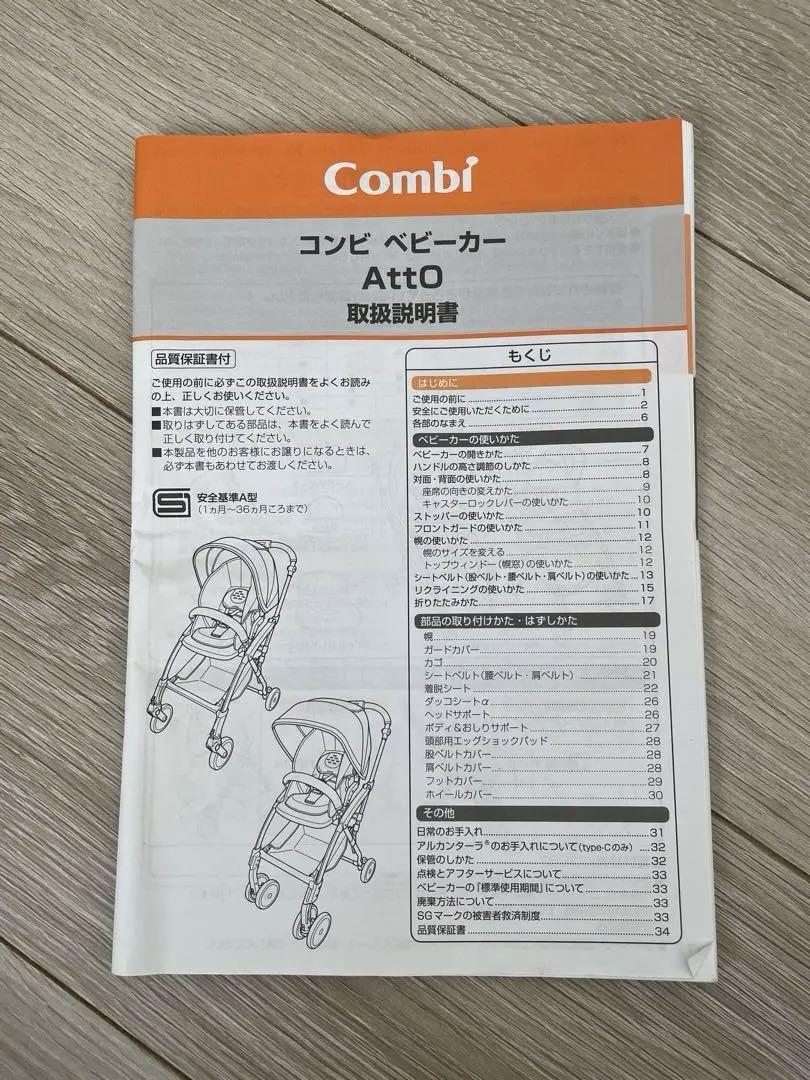 Combi
コンビ ベビーカー
AttO
取扱説明書
品質保証書付
ご使用の前に必ずこの取扱説明書をよくお読み
の上、正しくお使いください。
■本書は大切に保管してください。
■取りはずしてある部品は、本書をよく読んで
正しく取り付けてください。
■本製品を他のお客様にお譲りになるときは、
必ず本書もあわせてお渡しください。
安全基準A型
(1ヵ月〜36ヵ月ころまで)
もくじ
はじめに
ご使用の前に 1
安全にご使用いただくために 2
各部のなまえ 6
ベビーカーの使いかた
ベビーカーの開きかた 7
ハンドルの高さ調節のしかた 8
対面・背面の使いかた 8
座席の向きの変えかた 9
キャスターロックレバーの使いかた 10
ストッパーの使いかた 10
フロントガードの使いかた 11
幌の使いかた 12
幌のサイズを変える 12
トップウィンドー(幌窓)の使いかた 12
シートベルト(股ベルト・腰ベルト・肩ベルト)の使いかた 13
リクライニングの使いかた 15
折りたたみかた 17
部品の取り付けかた・はずしかた
幌 19
ガードカバー 19
カゴ 20
シートベルト(腰ベルト・肩ベルト) 21
着脱シート 22
ダッコシートα 26
ヘッドサポート 26
ボディ&おしりサポート 27
頭部用エッグショックパッド 28
股ベルトカバー 28
肩ベルトカバー 28
フットカバー 29
ホイールカバー 30
その他
日常のお手入れ 31
アルカンターラ®のお手入れについて(type-Cのみ) 32
保管のしかた 32
点検とアフターサービスについて 33
ベビーカーの『標準使用期間』について 33
廃棄方法について 33
SGマークの被害者救済制度 33
品質保証書 34